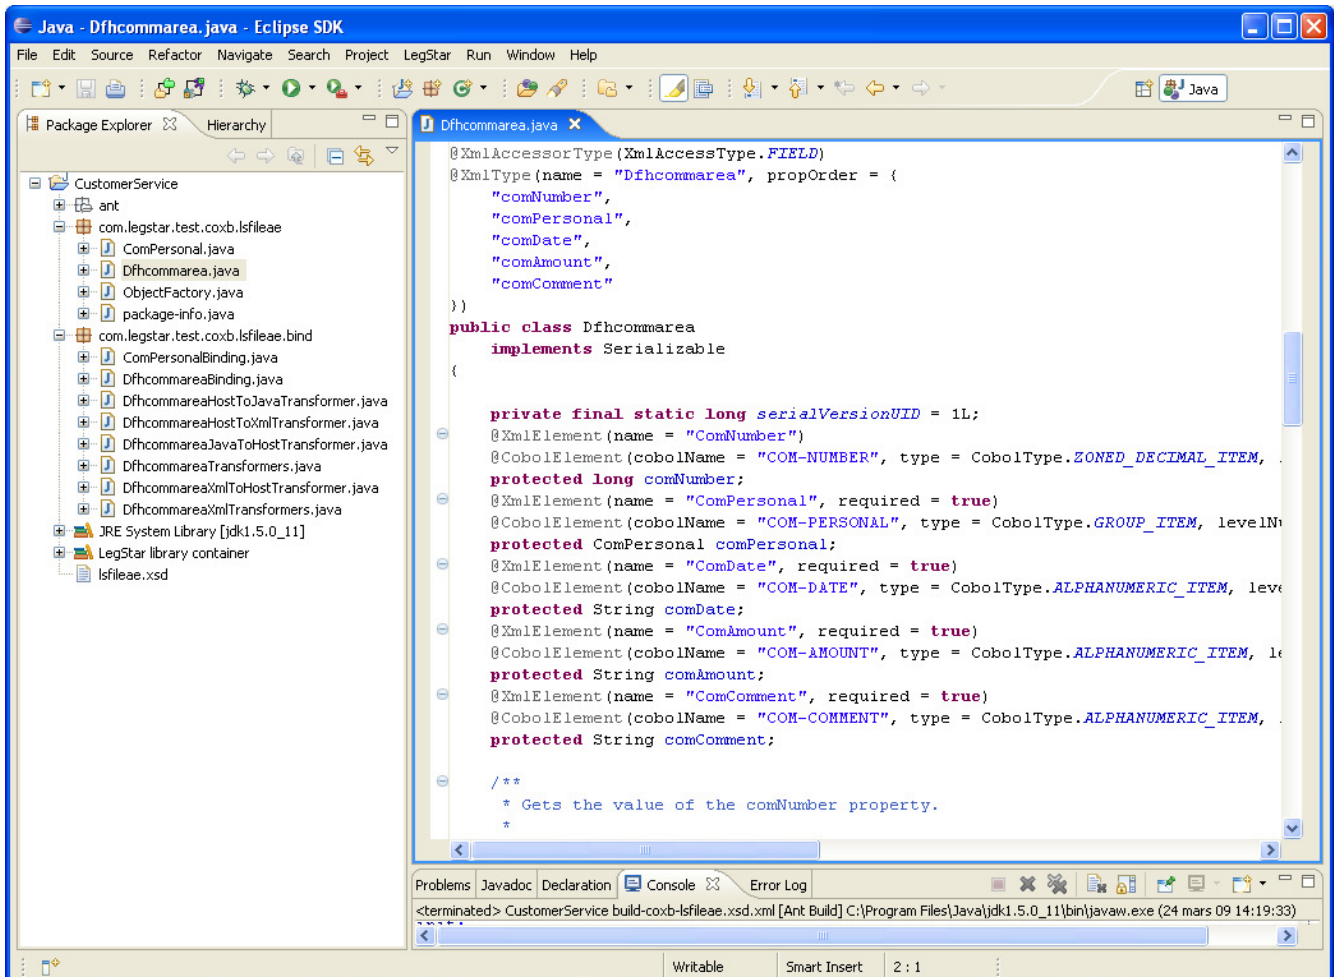 Java - Dfhcommarea.java - Eclipse SDK
File Edit Source Refactor Navigate Search Project LegStar Run Window Help
Java
Package Explorer Hierarchy
CustomerService
ant
com.legstar.test.coxb.lsfileae
ComPersonal.java
Dfhcommarea.java
ObjectFactory.java
package-info.java
com.legstar.test.coxb.lsfileae.bind
ComPersonalBinding.java
DfhcommareaBinding.java
DfhcommareaHostToJavaTransformer.java
DfhcommareaHostToXmlTransformer.java
DfhcommareaJavaToHostTransformer.java
DfhcommareaTransformers.java
DfhcommareaXmlToHostTransformer.java
DfhcommareaXmlTransformers.java
JRE System Library [jdk1.5.0_11]
LegStar library container
lsfileae.xsd
Dfhcommarea.java
@XmlAccessorType(XmlAccessType.FIELD)
@XmlType(name = "Dfhcommarea", propOrder = {
"comNumber",
"comPersonal",
"comDate",
"comAmount",
"comComment"
})
public class Dfhcommarea
implements Serializable
{
private final static long serialVersionUID = 1L;
@XmlElement(name = "ComNumber")
@CobolElement(cobolName = "COM-NUMBER", type = CobolType.ZONED_DECIMAL_ITEM,
protected long comNumber;
@XmlElement(name = "ComPersonal", required = true)
@CobolElement(cobolName = "COM-PERSONAL", type = CobolType.GROUP_ITEM, levelNu
protected ComPersonal comPersonal;
@XmlElement(name = "ComDate", required = true)
@CobolElement(cobolName = "COM-DATE", type = CobolType.ALPHANUMERIC_ITEM, leve
protected String comDate;
@XmlElement(name = "ComAmount", required = true)
@CobolElement(cobolName = "COM-AMOUNT", type = CobolType.ALPHANUMERIC_ITEM, le
protected String comAmount;
@XmlElement(name = "ComComment", required = true)
@CobolElement(cobolName = "COM-COMMENT", type = CobolType.ALPHANUMERIC_ITEM,
protected String comComment;
/**
* Gets the value of the comNumber property.
*
Problems Javadoc Declaration Console Error Log
<terminated> CustomerService build-coxb-lsfileae.xsd.xml [Ant Build] C:\Program Files\Java\jdk1.5.0_11\bin\javaw.exe (24 mars 09 14:19:33)
Writable Smart Insert 2 : 1